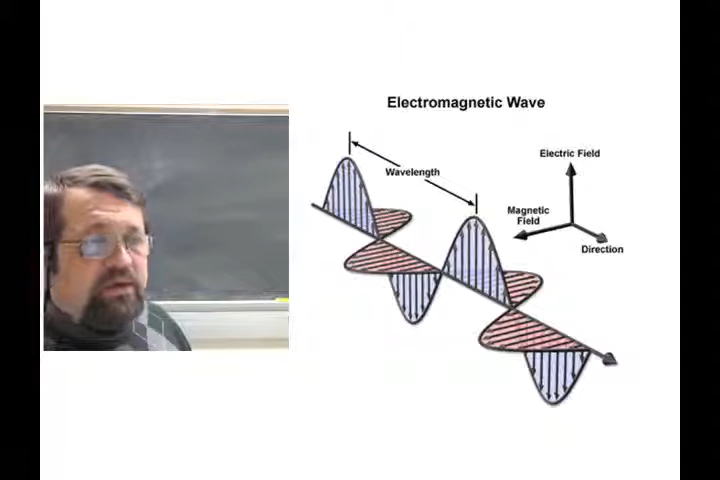 Electromagnetic Wave
Wavelength
Electric Field
Magnetic
Field
Direction